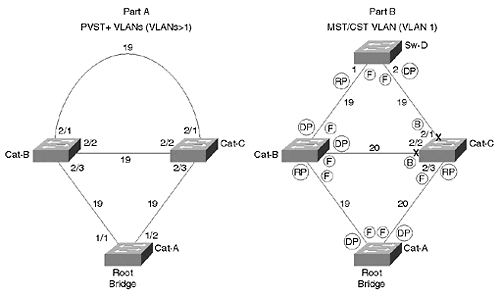 Part A
PVST+ VLANs (VLANs>1)
19
2/1
2/1
Cat-B
2/2
2/2
Cat-C
19
2/3
2/3
19
19
1/1
1/2
Cat-A
Root
Bridge
Part B
MST/CST VLAN (VLAN 1)
Sw-D
1
2
DP
RP
F
F
19
19
DP
F
B
2/1
X
DP
2/2
Cat-B
20
X
Cat-C
F
B
2/3
RP
F
F
RP
19
20
DP
F
F
DP
Cat-A
Root
Bridge